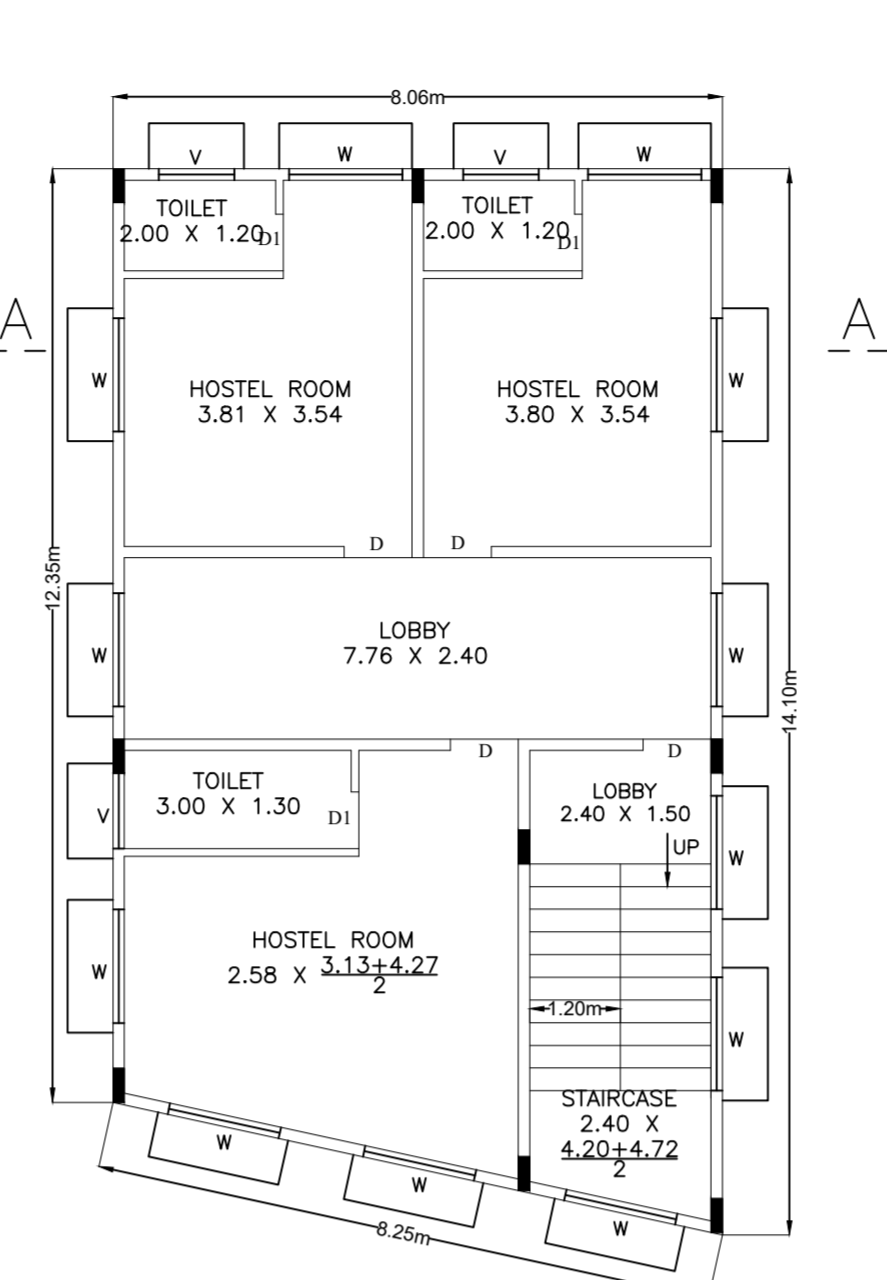 8.06m
V
W
V
W
TOILET
2.00 X 1.20
D1
TOILET
2.00 X 1.20
D1
A
A
W
HOSTEL ROOM
3.81 X 3.54
HOSTEL ROOM
3.80 X 3.54
W
D
D
12.35m
W
LOBBY
7.76 X 2.40
W
14.10m
D
D
V
TOILET
3.00 X 1.30
D1
LOBBY
2.40 X 1.50
UP
W
W
HOSTEL ROOM
2.58 X 3.13+4.27
2
1.20m
W
STAIRCASE
2.40 X
4.20+4.72
2
W
W
W
8.25m